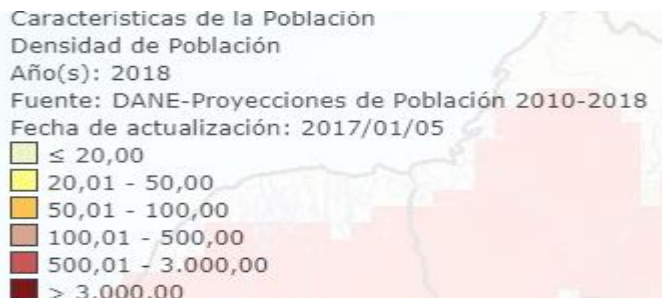 Características de la Población
Densidad de Población
Año(s): 2018
Fuente: DANE-Proyecciones de Población 2010-2018
Fecha de actualización: 2017/01/05
≤ 20,00
20,01 - 50,00
50,01 - 100,00
100,01 - 500,00
500,01 - 3.000,00
> 3.000,00